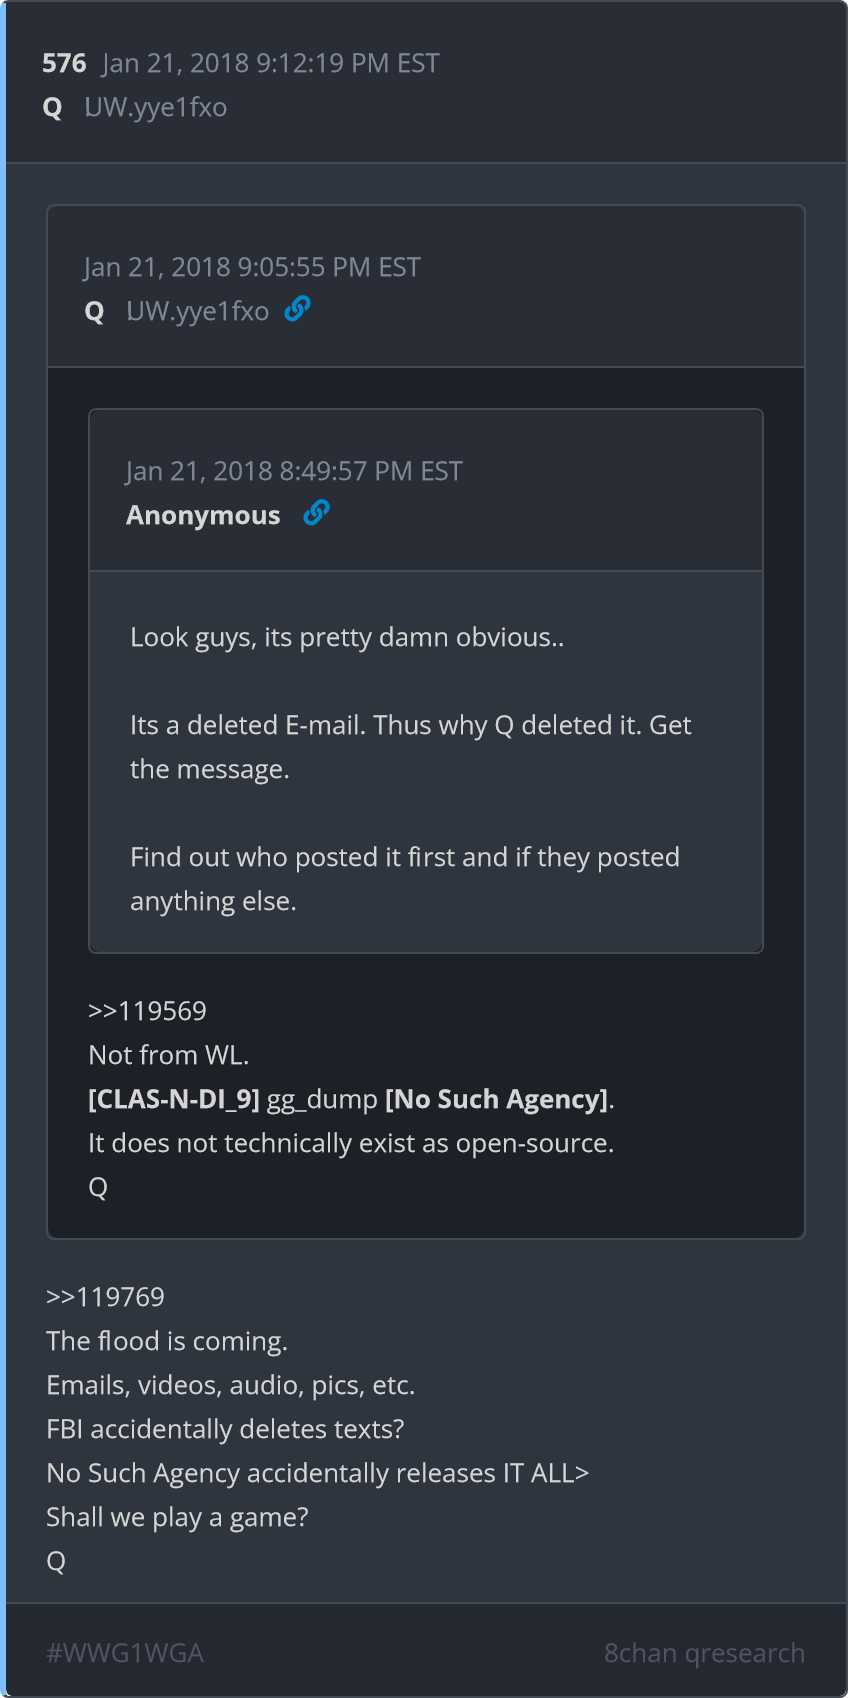 576 Jan 21, 2018 9:12:19 PM EST
Q UW.yye1fxo
Jan 21, 2018 9:05:55 PM EST
Q UW.yye1fxo
Jan 21, 2018 8:49:57 PM EST
Anonymous
Look guys, its pretty damn obvious..
Its a deleted E-mail. Thus why Q deleted it. Get
the message.
Find out who posted it first and if they posted
anything else.
>>119569
Not from WL.
[CLAS-N-DI_9] gg_dump [No Such Agency].
It does not technically exist as open-source.
Q
>>119769
The flood is coming.
Emails, videos, audio, pics, etc.
FBI accidentally deletes texts?
No Such Agency accidentally releases IT ALL>
Shall we play a game?
Q
#WWG1WGA 8chan qresearch